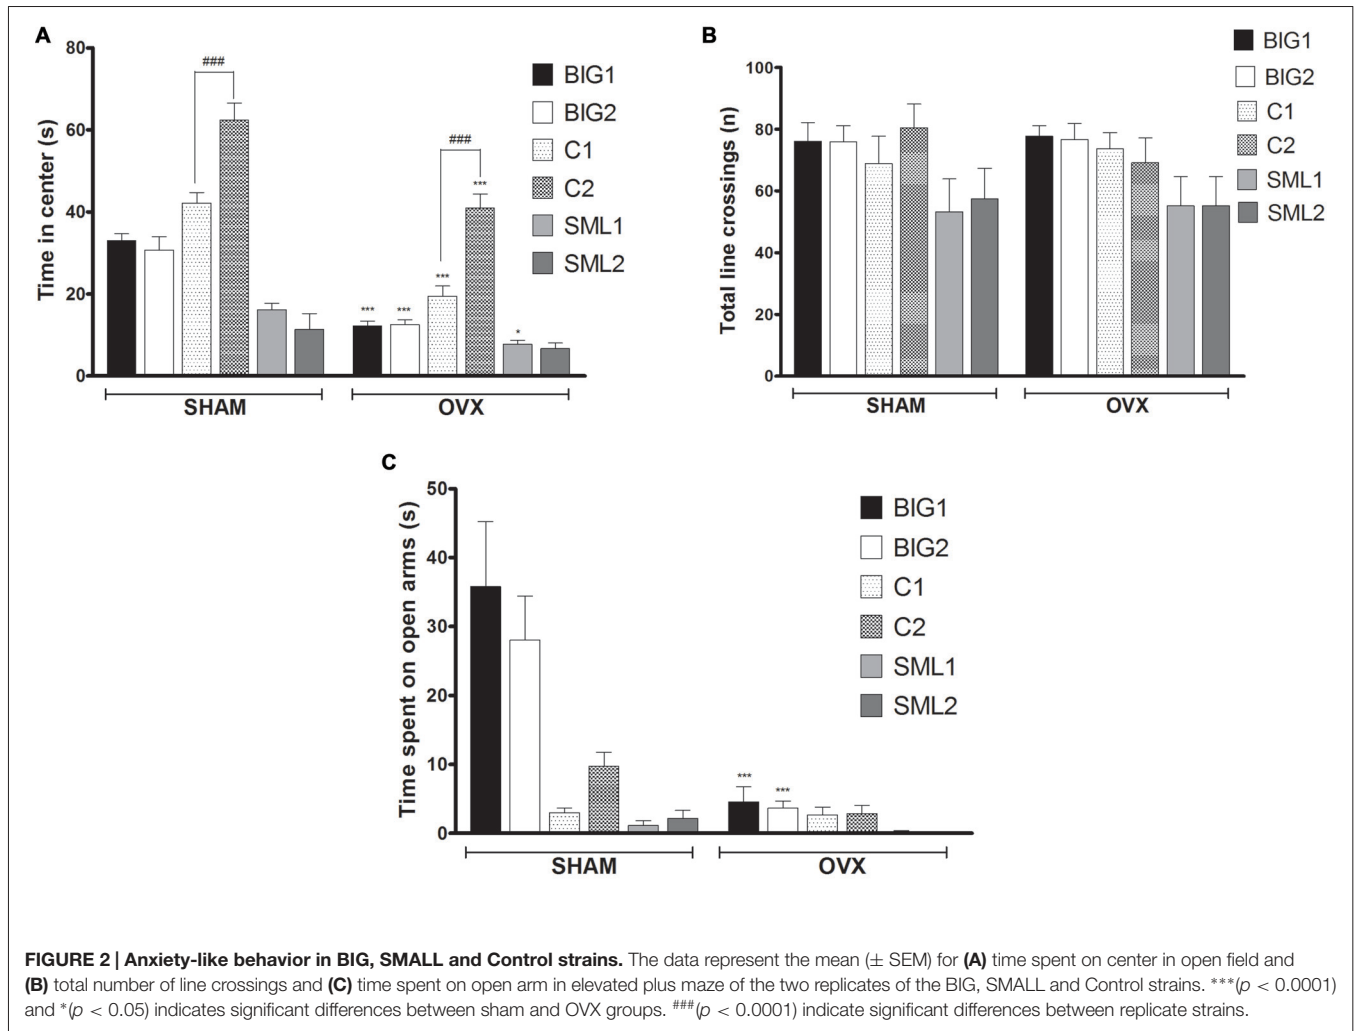 A
80
60
40
20
0
Time in center (s)
###
###
***
***
***
***
*
SHAM
OVX
BIG1
BIG2
C1
C2
SML1
SML2
B
100
80
60
40
20
0
Total line crossings (n)
SHAM
OVX
BIG1
BIG2
C1
C2
SML1
SML2
C
50
40
30
20
10
0
Time spent on open arms (s)
***
***
SHAM
OVX
BIG1
BIG2
C1
C2
SML1
SML2
FIGURE 2 | Anxiety-like behavior in BIG, SMALL and Control strains. The data represent the mean (± SEM) for (A) time spent on center in open field and
(B) total number of line crossings and (C) time spent on open arm in elevated plus maze of the two replicates of the BIG, SMALL and Control strains. ***(p < 0.0001)
and *(p < 0.05) indicates significant differences between sham and OVX groups. ###(p < 0.0001) indicate significant differences between replicate strains.